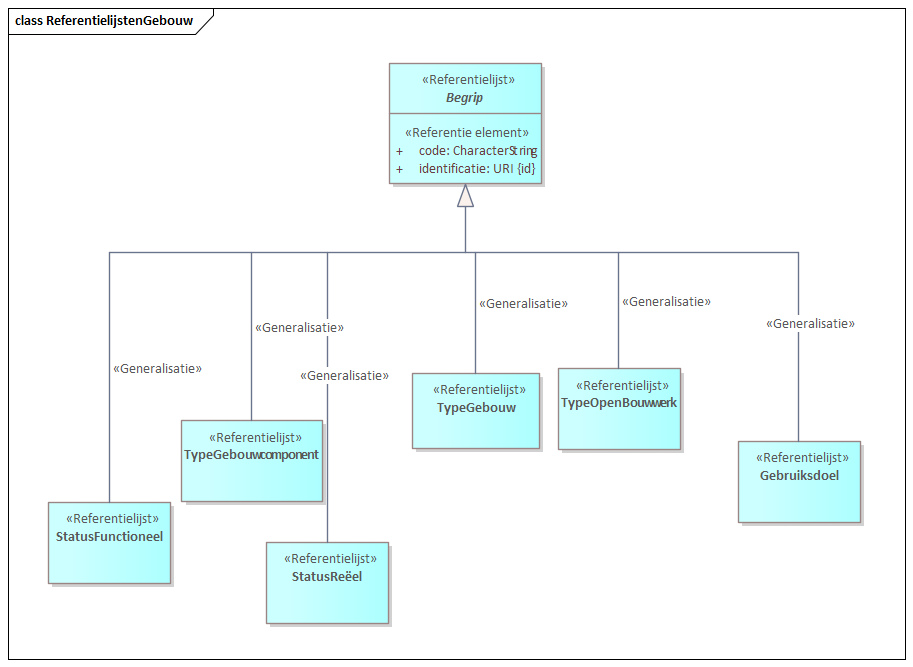 class ReferentielijstenGebouw
«Referentielijst»
Begrip
«Referentie element»
+ code: CharacterString
+ identificatie: URI {id}
«Generalisatie»
«Generalisatie»
«Generalisatie»
«Generalisatie»
«Generalisatie»
«Generalisatie»
«Referentielijst»
TypeGebouw
«Referentielijst»
TypeOpenBouwwerk
«Referentielijst»
TypeGebouwcomponent
«Referentielijst»
Gebruiksdoel
«Referentielijst»
StatusFunctioneel
«Referentielijst»
StatusReëel